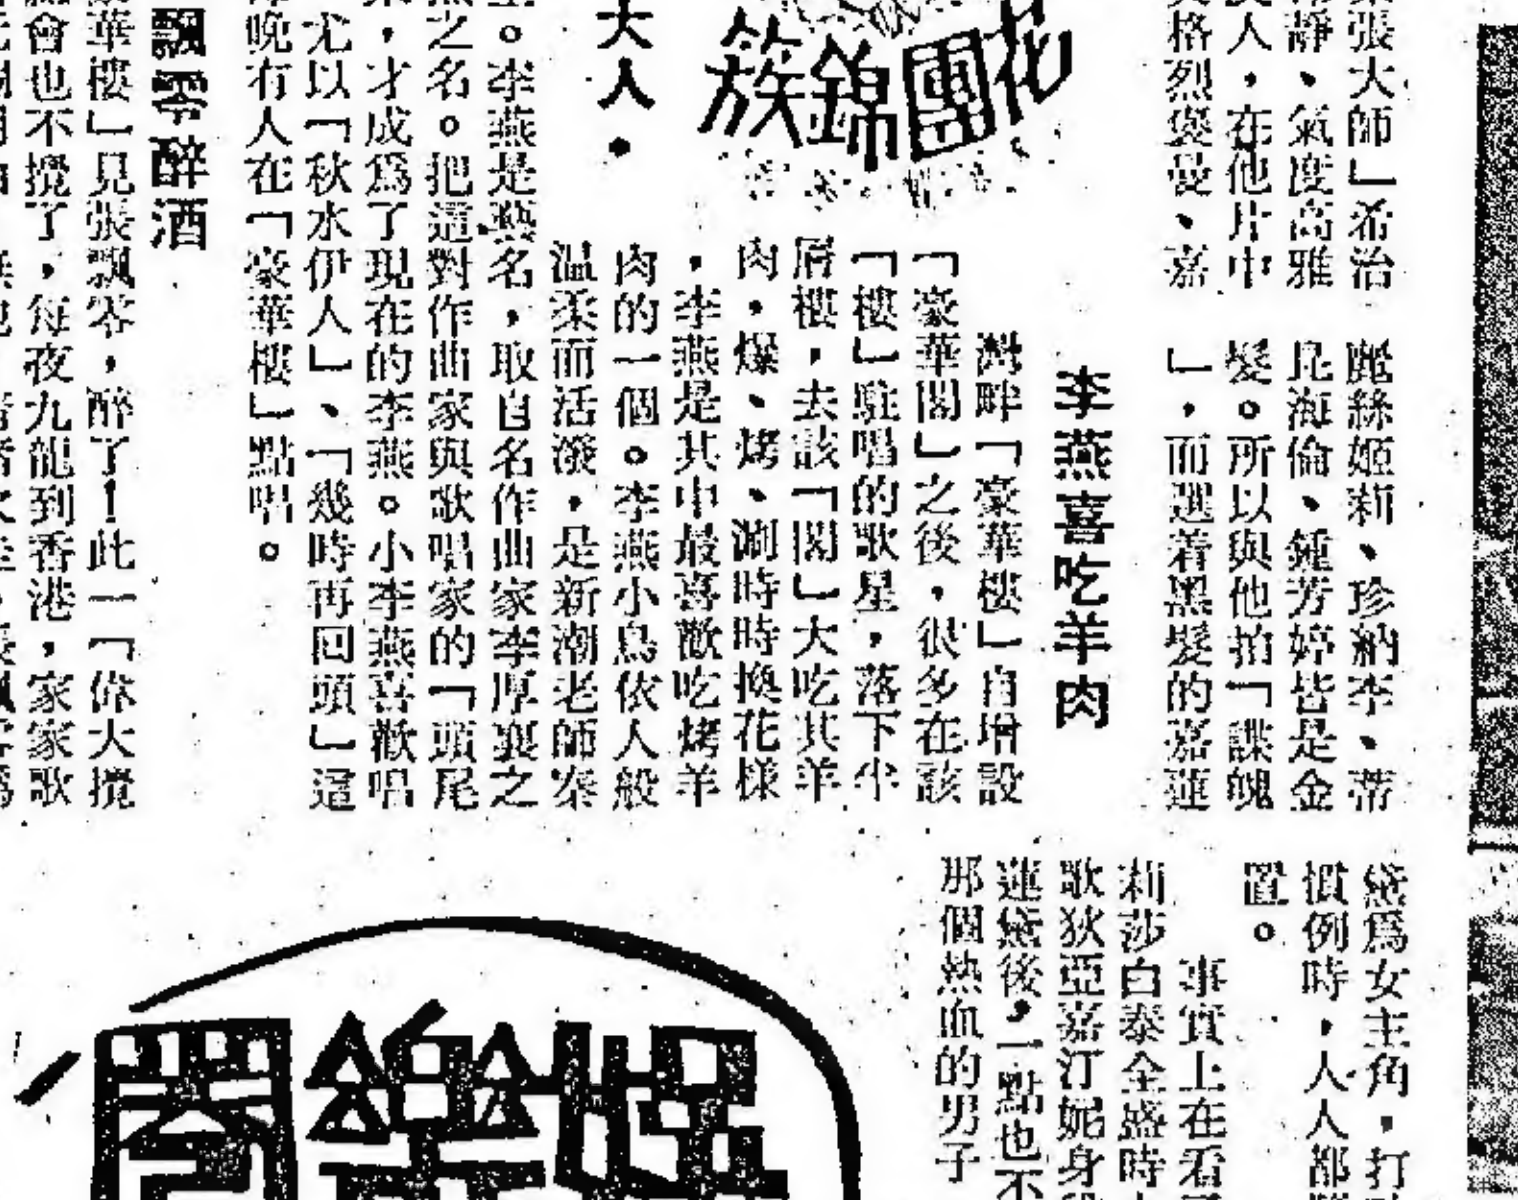 張大師」希治
靜、氣度高雅
人，在他片中
格烈褒曼、嘉
麗絲姬莉、珍納李、蒂
昆海倫、鍾芳婷皆是金
髮。所以與他拍「諜魄
」，而選着黑髮的嘉蓮
黛爲女主角，打
慣例時，人人都
置。
事實上在看
莉莎白泰全盛時
歌狄亞嘉汀妮身
蓮黛後，一點也不
那個熱血的男子
花團錦簇
李燕喜吃羊肉
灣畔「豪華樓」自增設
「豪華閣」之後，很多在該
「樓」駐唱的歌星，落下半
層樓，去該「閣」大吃其羊
肉，爆、烤、涮時時換花樣
，李燕是其中最喜歡吃烤羊
肉的一個。李燕小鳥依人般
温柔而活潑，是新潮老師秦
大人·
。李燕是藝名，取自名作曲家李厚襄之
之名。把這對作曲家與歌唱家的「頭尾
，才成爲了現在的李燕。小李燕喜歡唱
尤以「秋水伊人」、「幾時再回頭」這
晚有人在「豪華樓」點唱。
飄零醉酒
華樓」見張飄零，醉了！此一「偉大攪
會也不攪了，每夜九龍到香港，家家歌